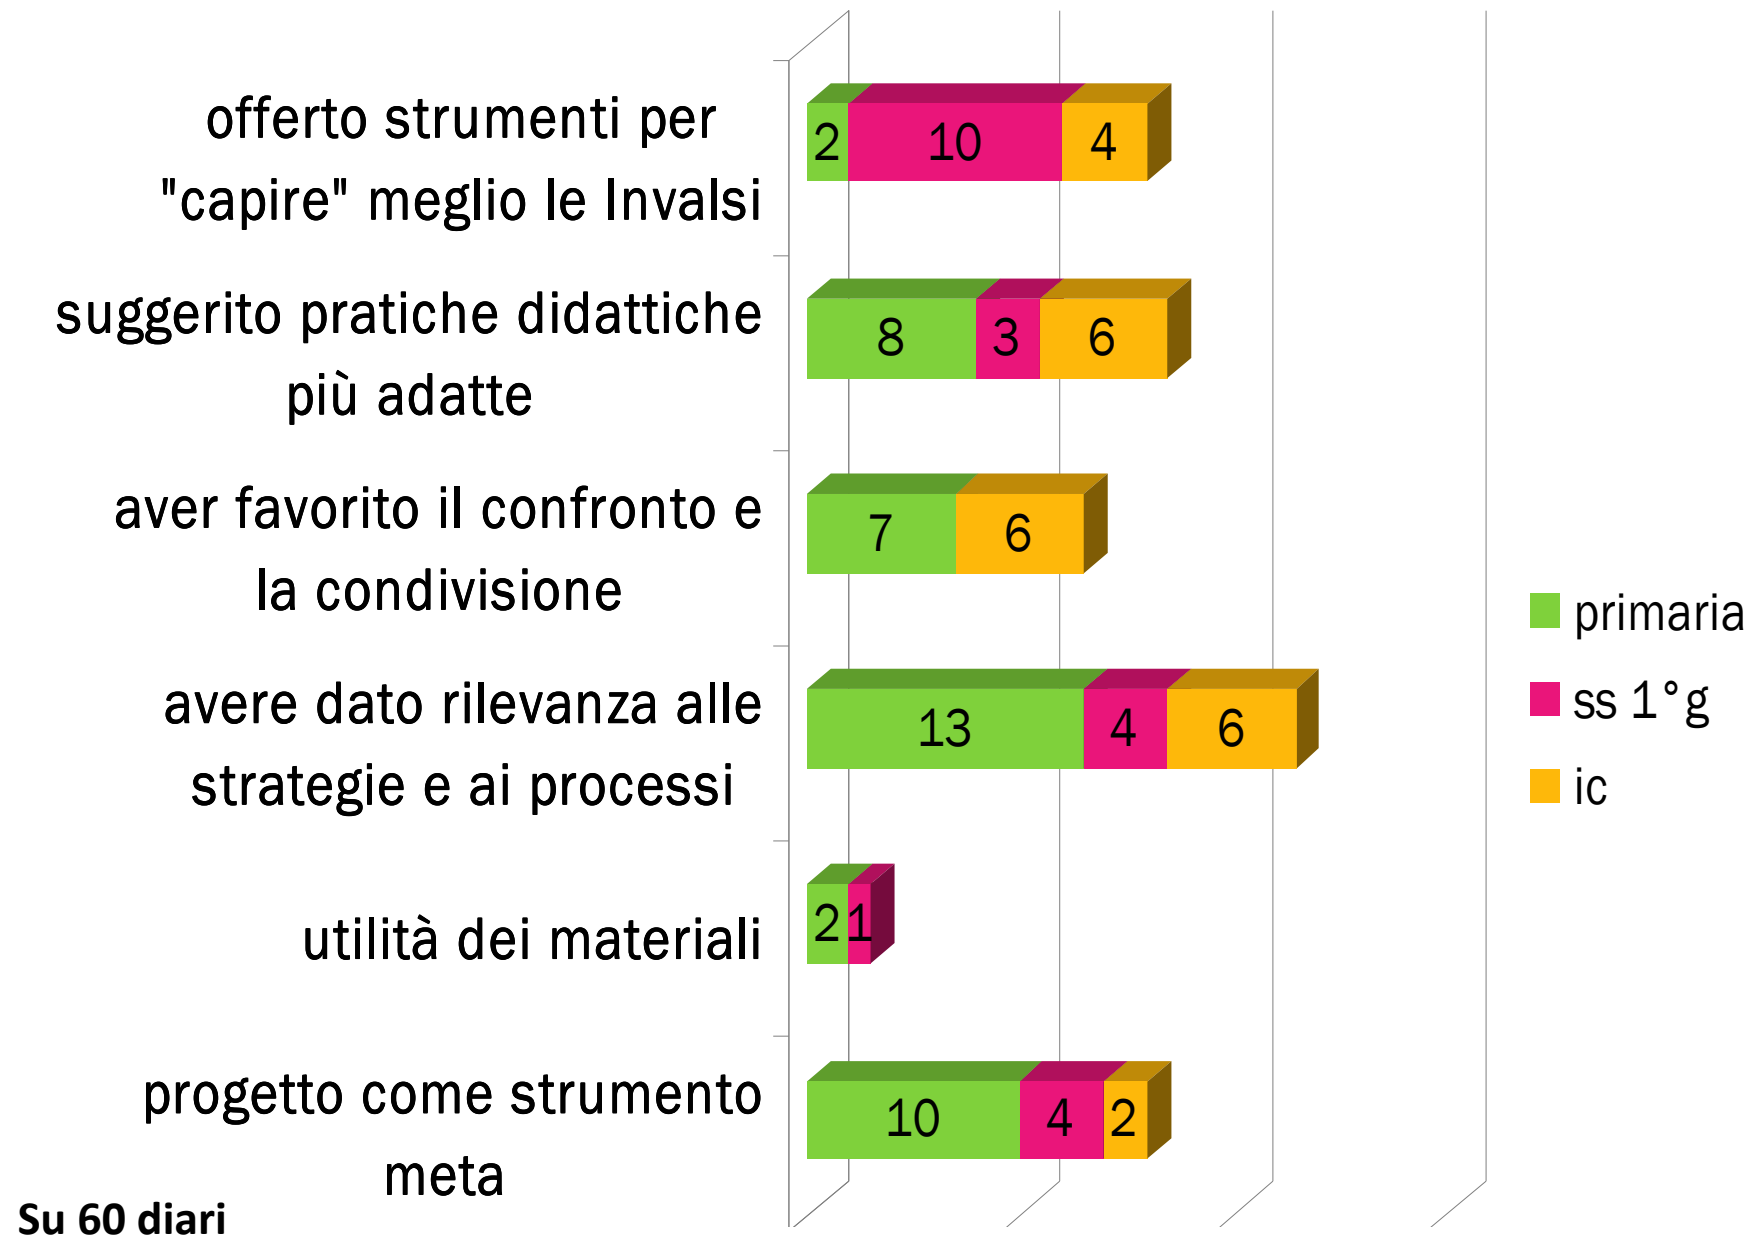 offerto strumenti per
"capire" meglio le Invalsi
2 10 4
suggerito pratiche didattiche
più adatte
8 3 6
aver favorito il confronto e
la condivisione
7 6
avere dato rilevanza alle
strategie e ai processi
13 4 6
utilità dei materiali
2 1
progetto come strumento
meta
10 4 2
primaria
ss 1°g
ic
Su 60 diari